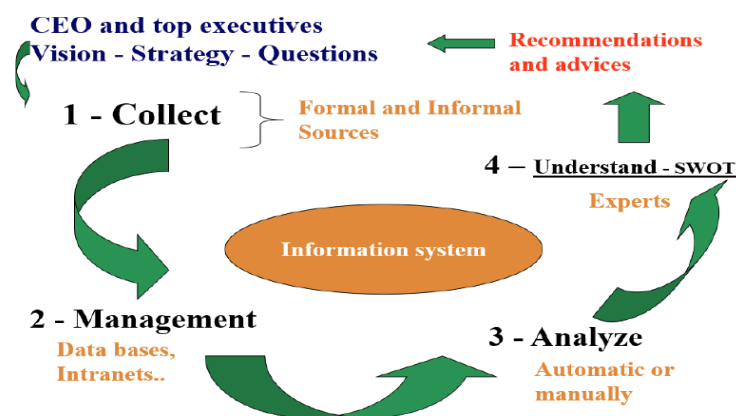 CEO and top executives
Vision - Strategy - Questions
Recommendations
and advices
1 - Collect
Formal and Informal
Sources
4 – Understand - SWOT
Experts
Information system
2 - Management
Data bases,
Intranets..
3 - Analyze
Automatic or
manually